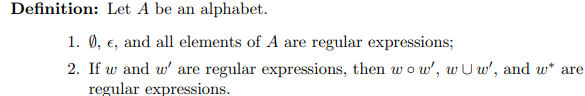 Definition: Let A be an alphabet.
1. ∅, ϵ, and all elements of A are regular expressions;
2. If w and w′ are regular expressions, then w ∘ w′, w ∪ w′, and w* are
regular expressions.